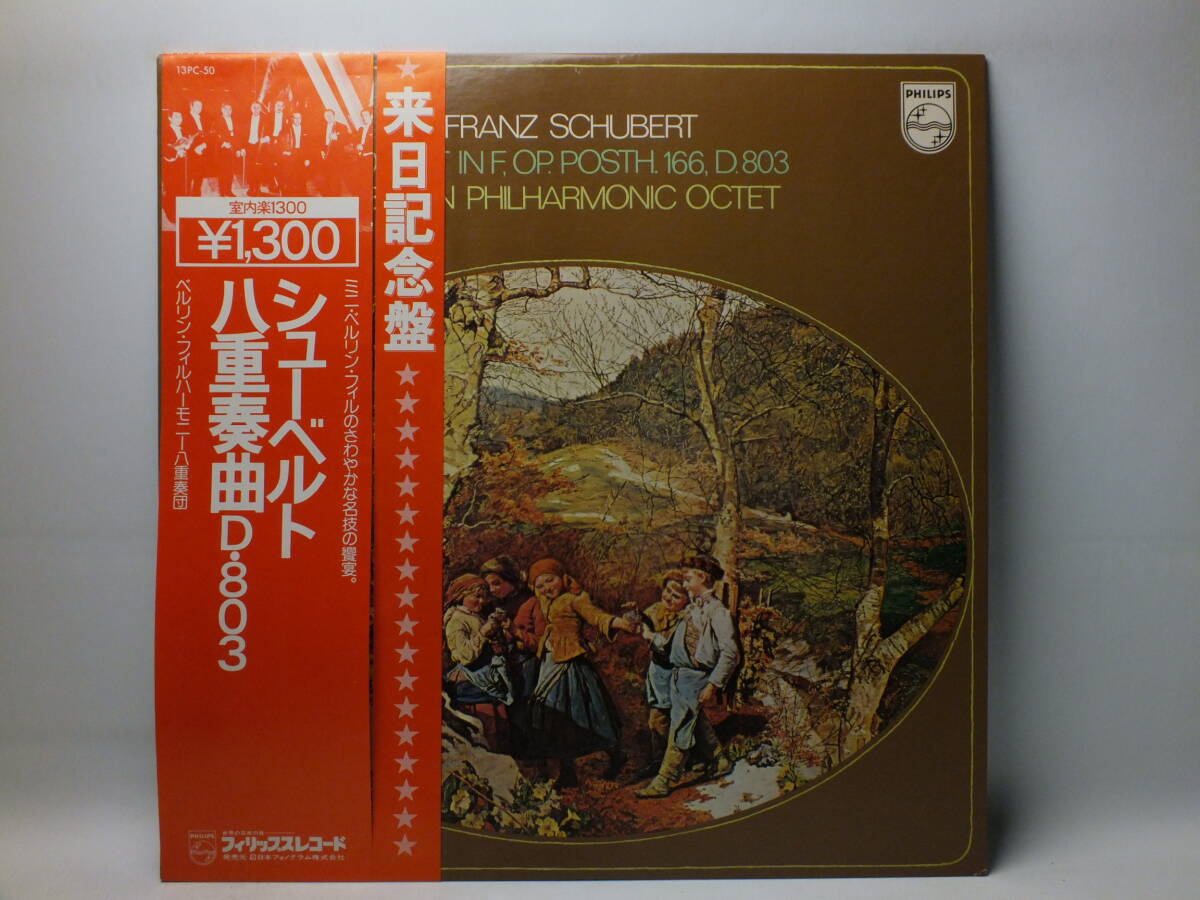 13PC-50
室内楽1300
¥1,300
ミニ・ベルリン・フィルのさわやかな名技の饗宴。
シューベルト
八重奏曲D.803
ベルリン・フィルハーモニー八重奏団
PHILIPS
フィリップスレコード
発売元 日本フォノグラム株式会社
★来日記念盤★★★★★★★★★★★★★★★★★★
FRANZ SCHUBERT
IN F, OP. POSTH. 166, D. 803
N PHILHARMONIC OCTET
PHILIPS